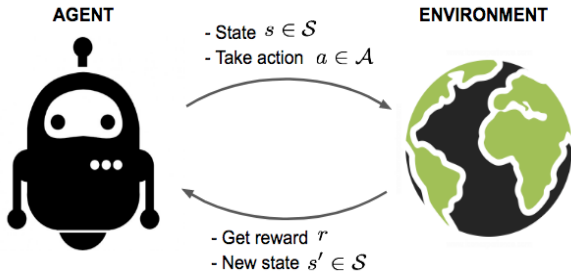 AGENT
ENVIRONMENT
- State s ∈ 𝒮
- Take action a ∈ 𝒜
- Get reward r
- New state s′ ∈ 𝒮